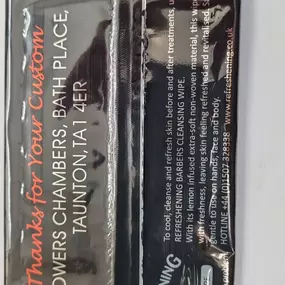 Thanks for Your Custom
OWERS CHAMBERS, BATH PLACE,
TAUNTON,TA1 4ER
To cool, cleanse and refresh skin before and after treatments, u
REFRESHENING BARBERS CLEANSING WIPE.
With its lemon infused extra-soft non-woven material, this wipe
with freshness, leaving skin feeling refreshed and revitalised. S
gentle to use on hands, face and body.
HOTLINE +44 (0)1507 328338 www.refreshening.co.uk
NING